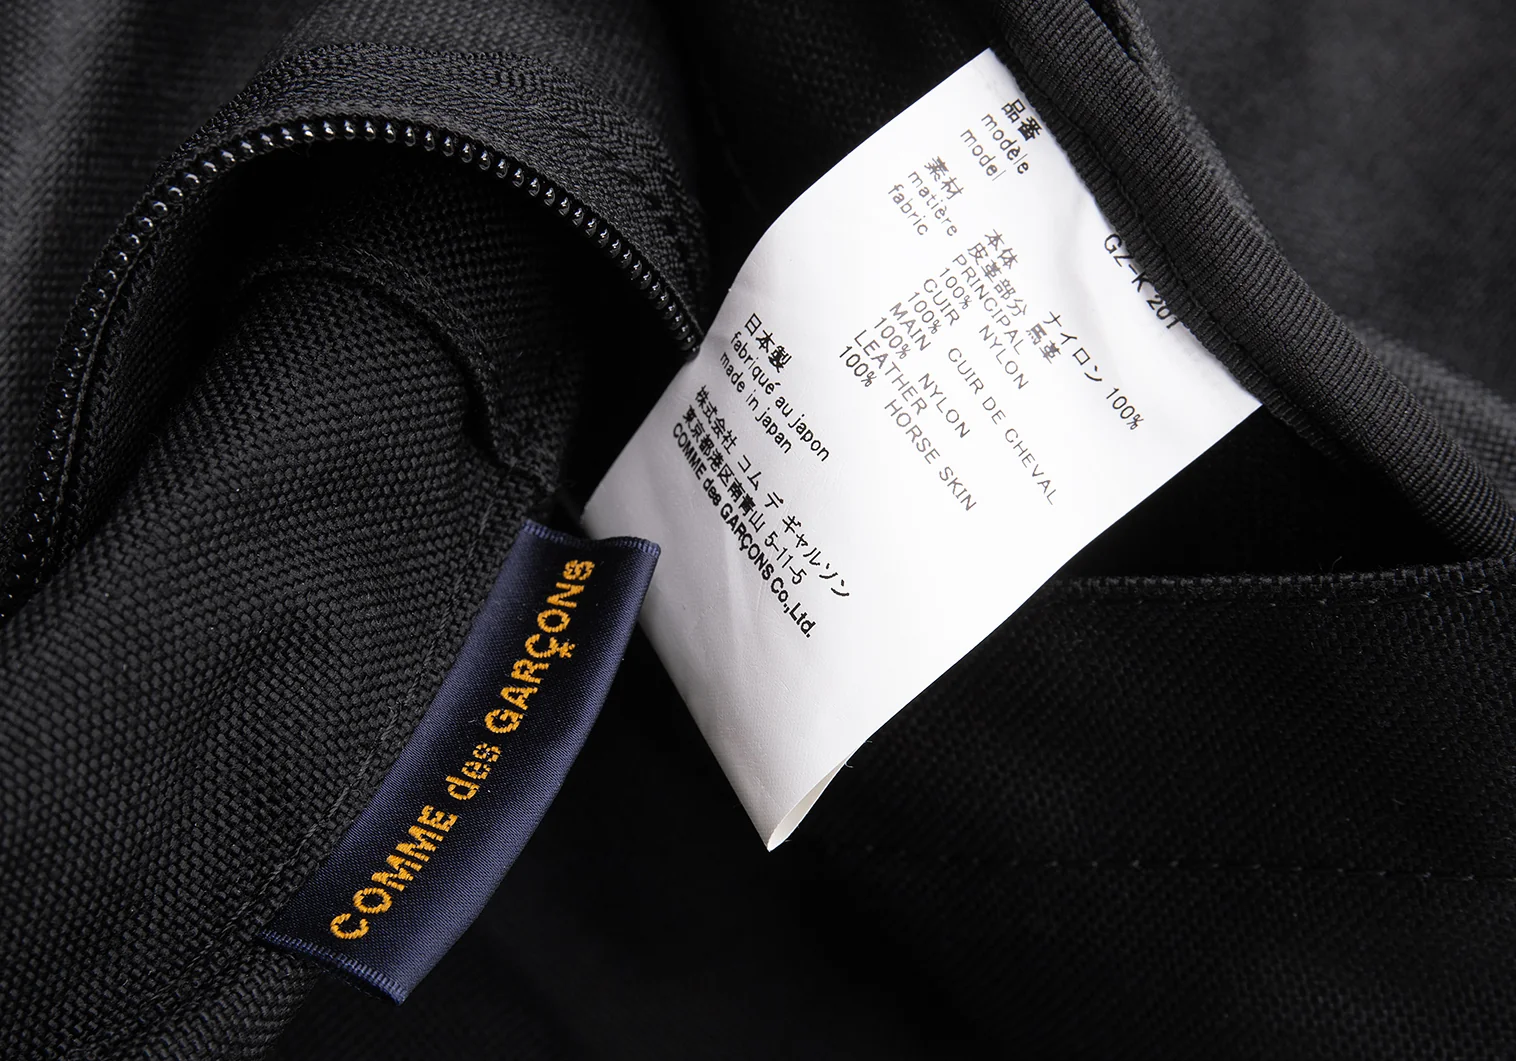 品番
modèle
model
GZ-K 201
素材
matière
fabric
本体 ナイロン 100%
皮革部分 馬革
PRINCIPAL
100% NYLON
CUIR CUIR DE CHEVAL
100%
MAIN NYLON
100%
LEATHER HORSE SKIN
100%
日本製
fabriqué au japon
made in japan
株式会社 コム デ ギャルソン
東京都港区南青山 5-11-5
COMME des GARÇONS Co.,Ltd.
COMME des GARÇONS